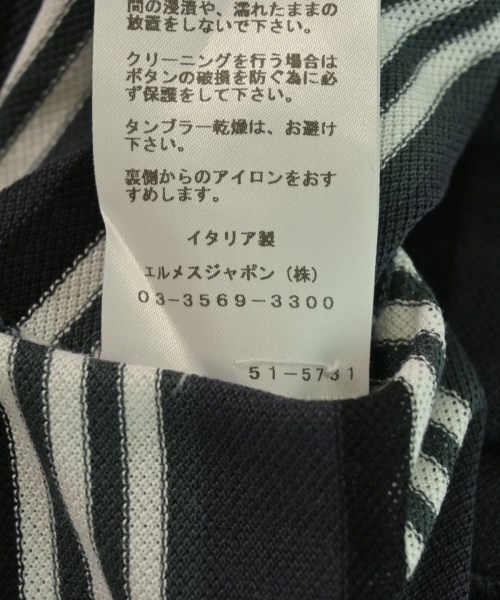 間の浸漬や、濡れたままの
放置をしないで下さい。
クリーニングを行う場合は
ボタンの破損を防ぐ為に必
ず保護をして下さい。
タンブラー乾燥は、お避け
下さい。
裏側からのアイロンをおす
すめします。
イタリア製
エルメスジャポン（株）
03-3569-3300
51-5731